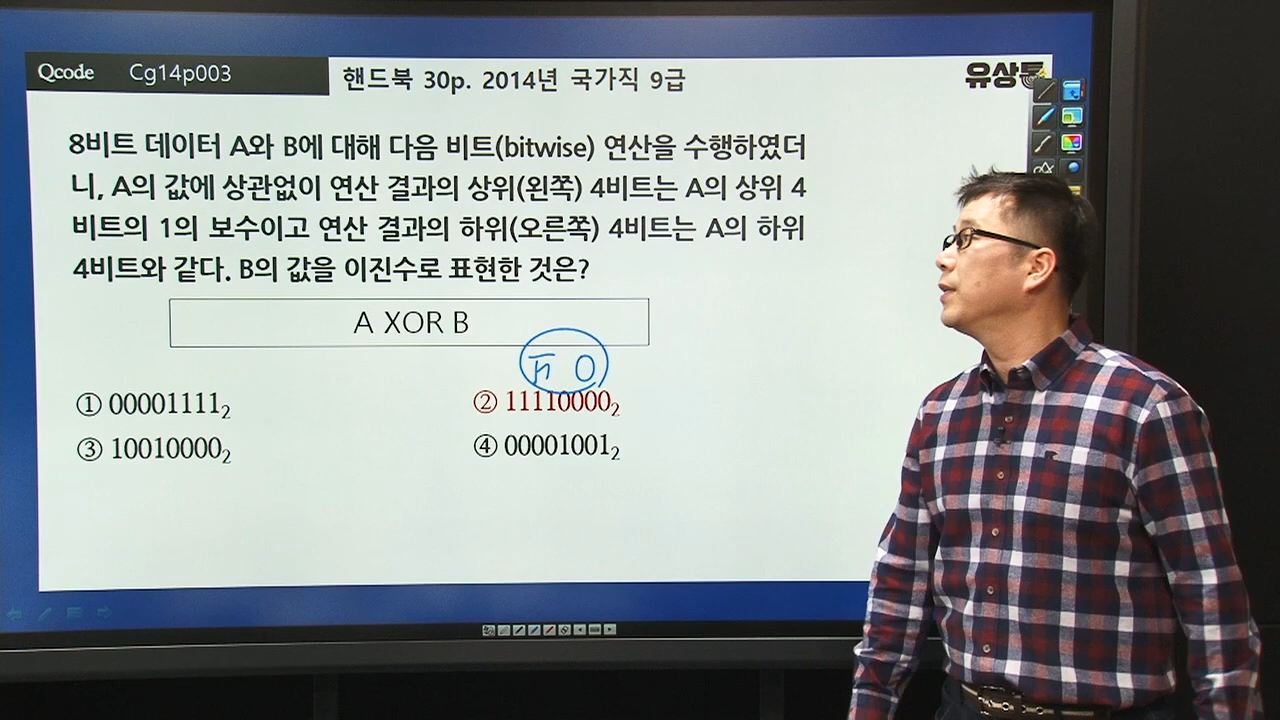 Qcode Cg14p003 핸드북 30p. 2014년 국가직 9급
8비트 데이터 A와 B에 대해 다음 비트(bitwise) 연산을 수행하였더
니, A의 값에 상관없이 연산 결과의 상위(왼쪽) 4비트는 A의 상위 4
비트의 1의 보수이고 연산 결과의 하위(오른쪽) 4비트는 A의 하위
4비트와 같다. B의 값을 이진수로 표현한 것은?
A XOR B
F 0
① 00001111₂ ② 11110000₂
③ 10010000₂ ④ 00001001₂